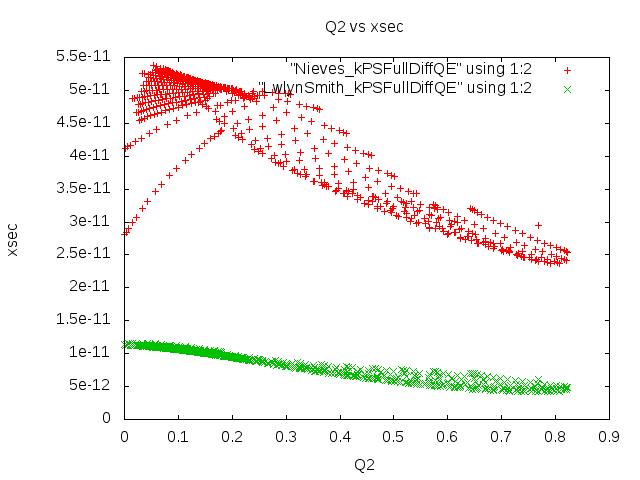 Q2 vs xsec
"Nieves_kPSFullDiffQE" using 1:2
wlynSmith_kPSFullDiffQE" using 1:2
5.5e-11
5e-11
4.5e-11
4e-11
3.5e-11
3e-11
2.5e-11
2e-11
1.5e-11
1e-11
5e-12
0
xsec
0 0.1 0.2 0.3 0.4 0.5 0.6 0.7 0.8 0.9
Q2